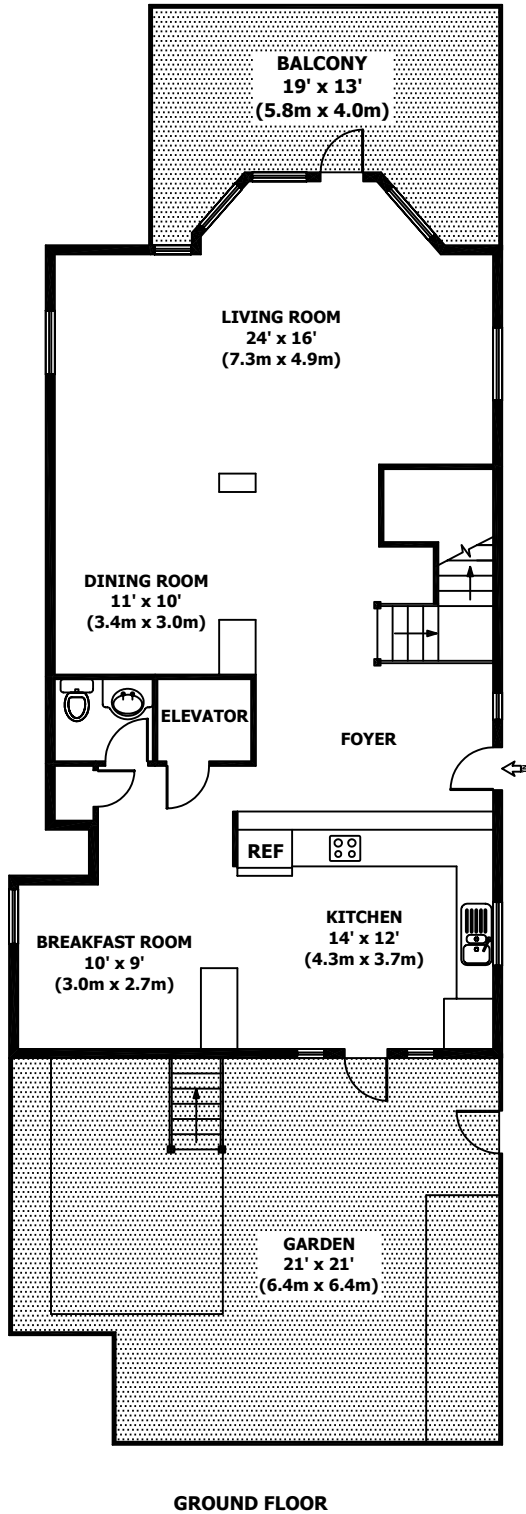 BALCONY
19' x 13'
(5.8m x 4.0m)
LIVING ROOM
24' x 16'
(7.3m x 4.9m)
DINING ROOM
11' x 10'
(3.4m x 3.0m)
ELEVATOR
FOYER
REF
KITCHEN
14' x 12'
(4.3m x 3.7m)
BREAKFAST ROOM
10' x 9'
(3.0m x 2.7m)
GARDEN
21' x 21'
(6.4m x 6.4m)
GROUND FLOOR